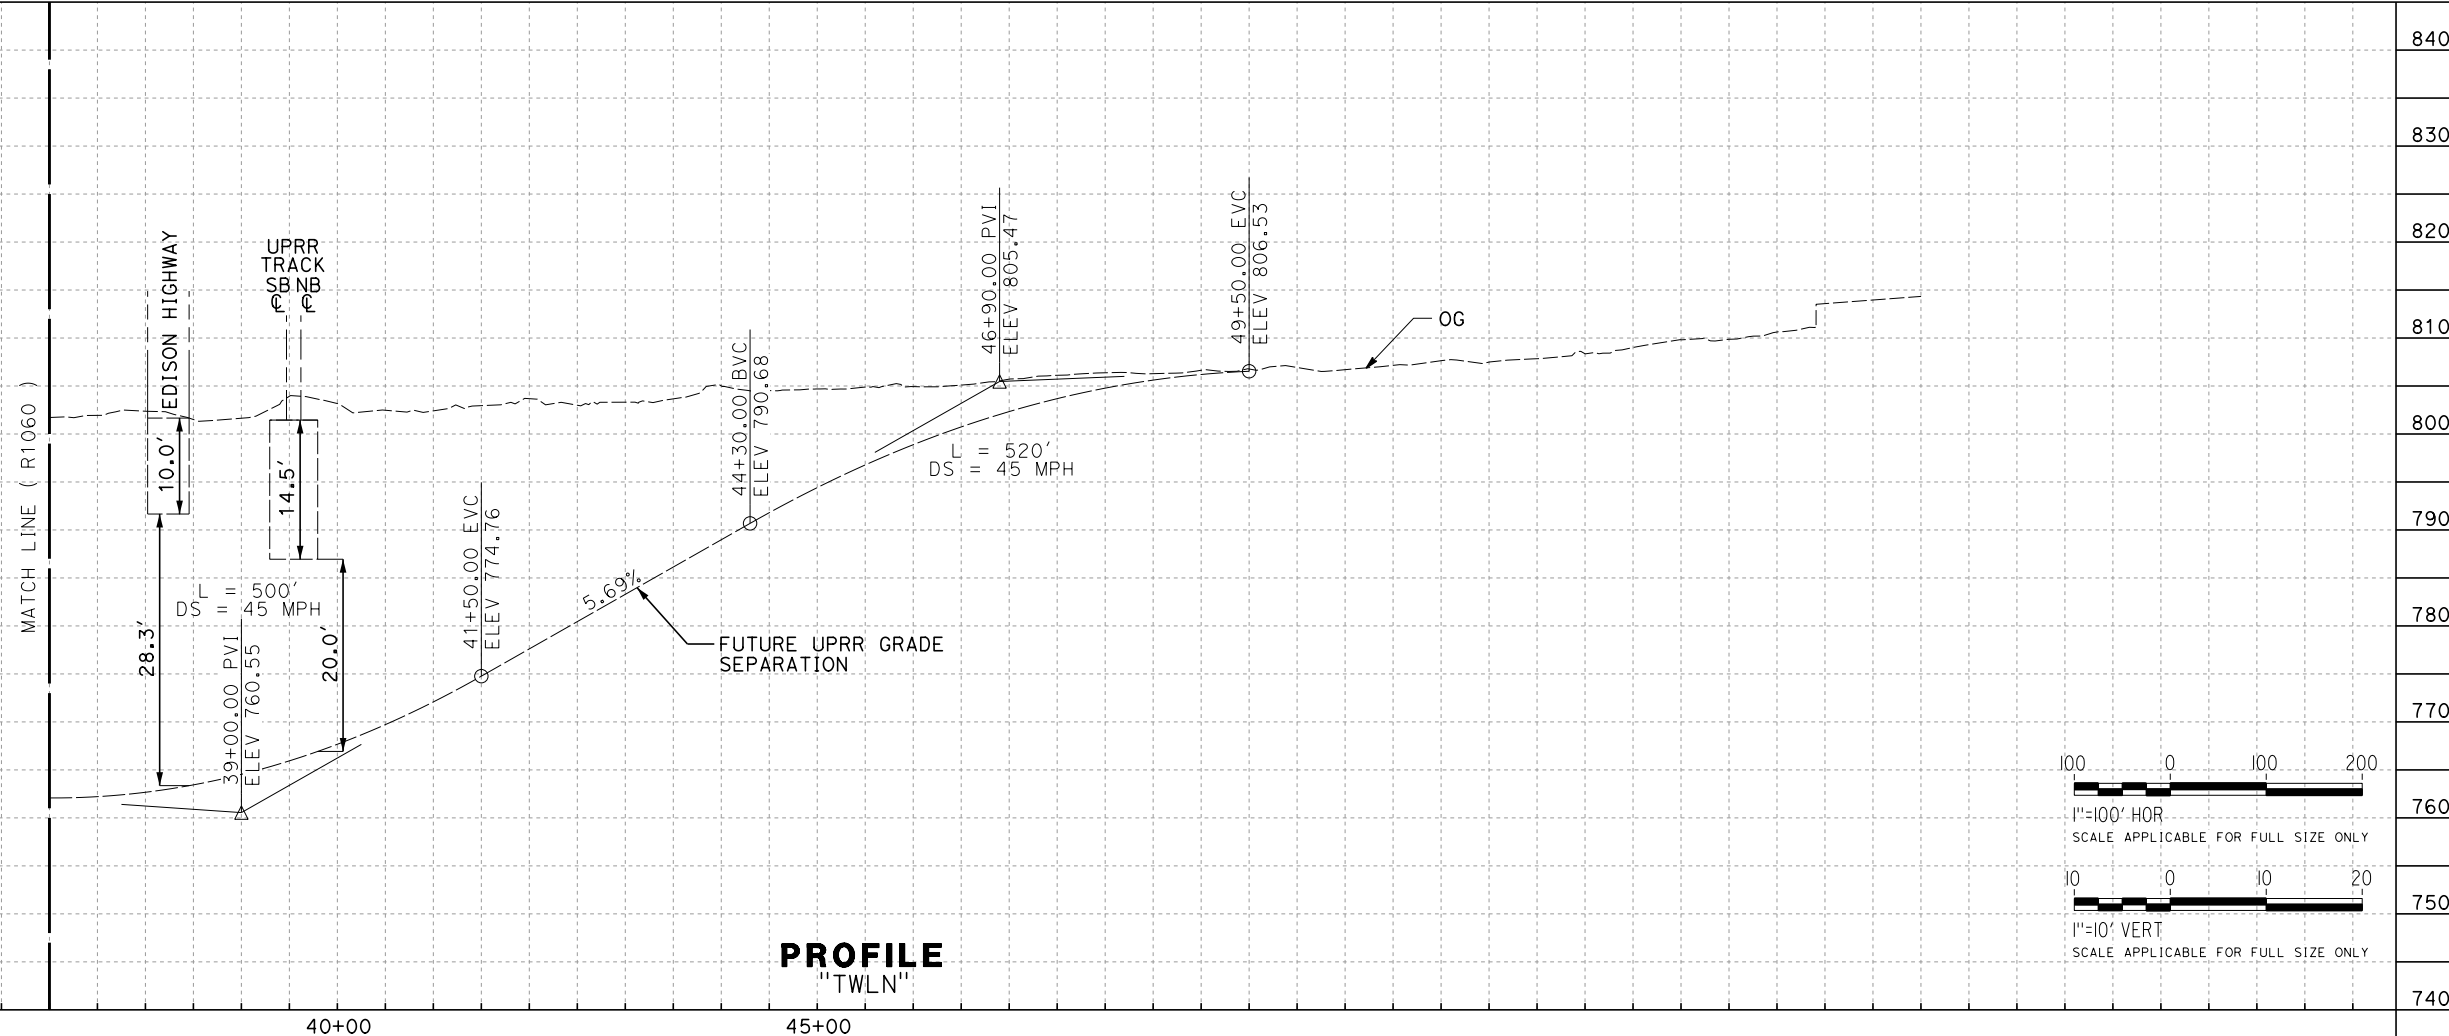 840
830
820
810
800
790
780
770
760
750
740
MATCH LINE ( R1060 )
EDISON HIGHWAY
UPRR
TRACK
SB NB
℄ ℄
10.0'
14.5'
28.3'
20.0'
L = 500'
DS = 45 MPH
39+00.00 PVI
ELEV 760.55
41+50.00 EVC
ELEV 774.76
5.69%
FUTURE UPRR GRADE
SEPARATION
44+30.00 BVC
ELEV 790.68
46+90.00 PVI
ELEV 805.47
L = 520'
DS = 45 MPH
49+50.00 EVC
ELEV 806.53
OG
100 0 100 200
1"=100' HOR
SCALE APPLICABLE FOR FULL SIZE ONLY
10 0 10 20
1"=10' VERT
SCALE APPLICABLE FOR FULL SIZE ONLY
PROFILE
"TWLN"
40+00 45+00